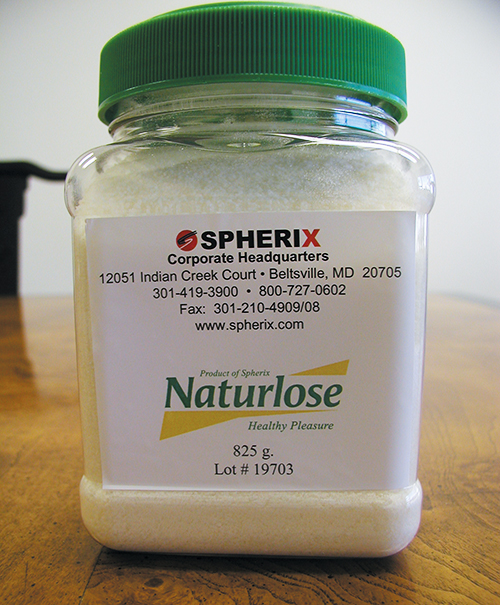 SPHERIX
Corporate Headquarters
12051 Indian Creek Court • Beltsville, MD 20705
301-419-3900 • 800-727-0602
Fax: 301-210-4909/08
www.spherix.com
Product of Spherix
Naturlose
Healthy Pleasure
825 g.
Lot # 19703